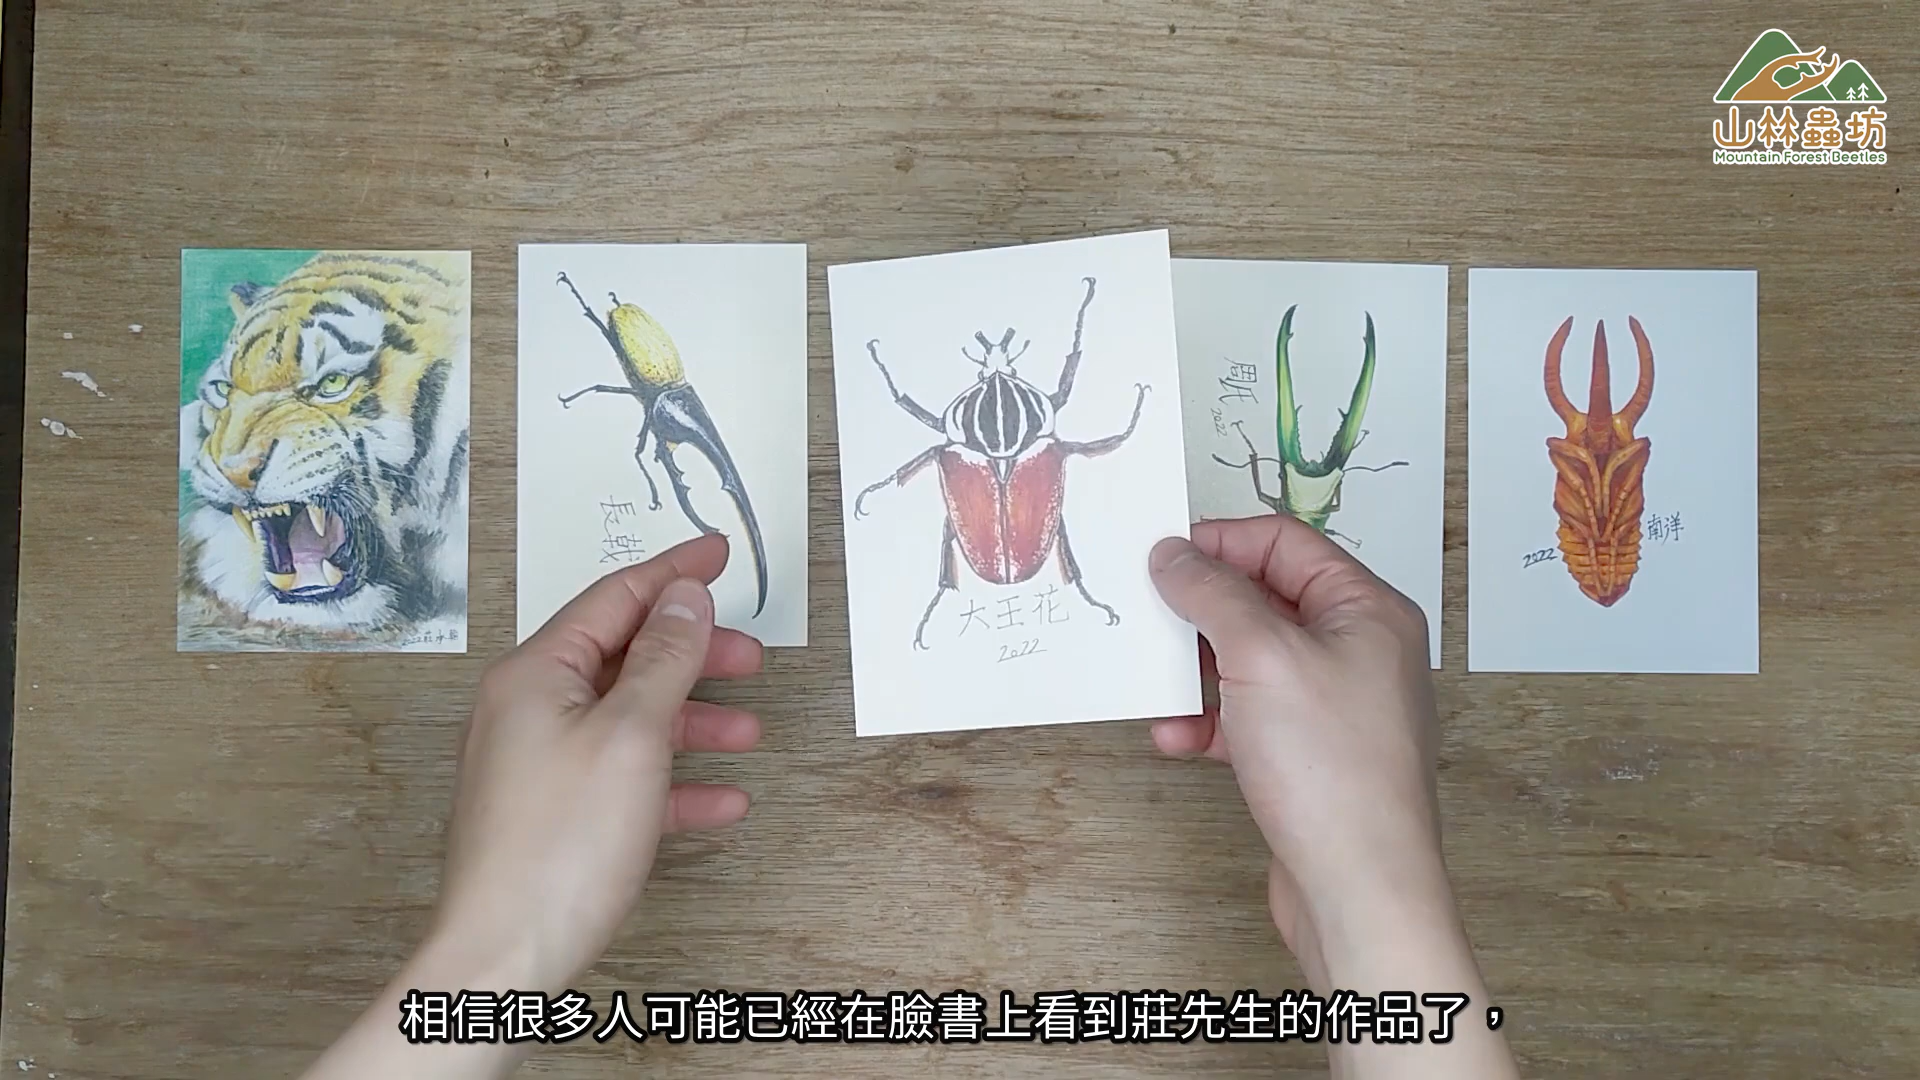 山林蟲坊
Mountain Forest Beetles
長戟
大王花
2022
周氏
2022
南洋
2022
相信很多人可能已經在臉書上看到莊先生的作品了，